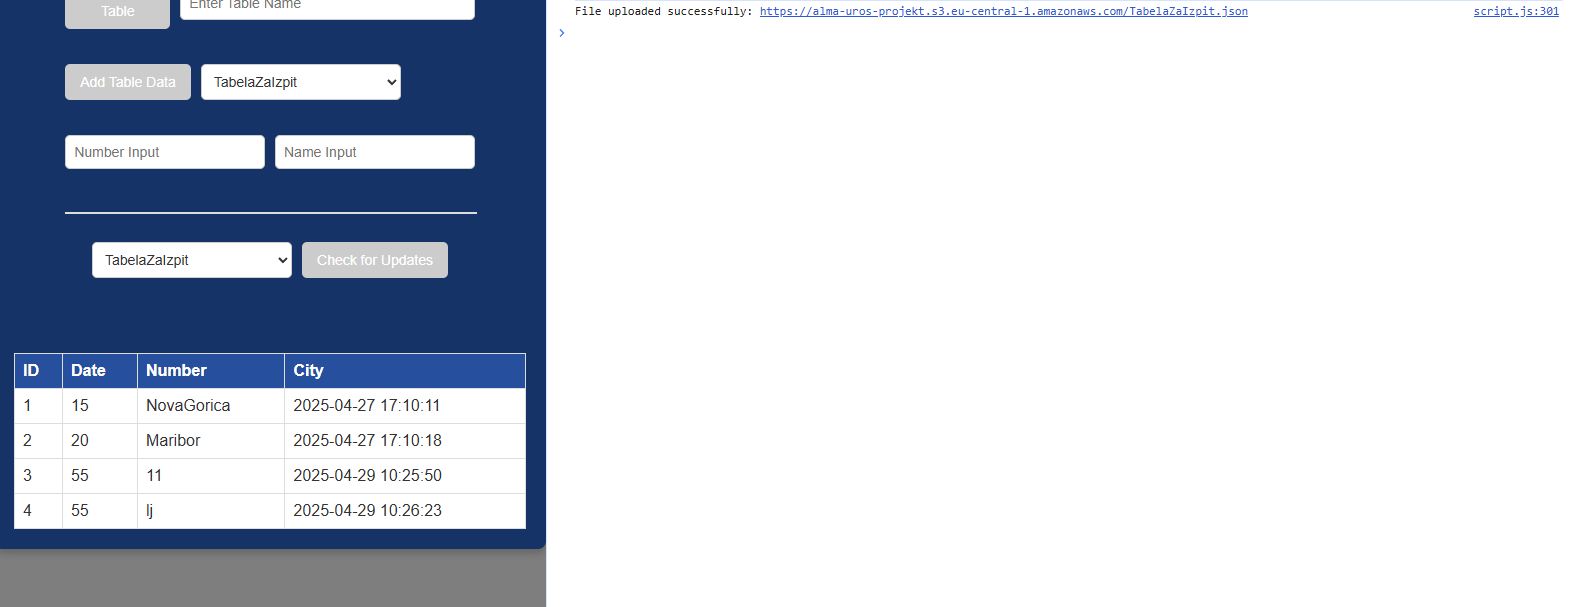 Table
Enter Table Name
Add Table Data
TabelaZaIzpit
Number Input
Name Input
TabelaZaIzpit
Check for Updates
ID Date Number City
1 15 NovaGorica 2025-04-27 17:10:11
2 20 Maribor 2025-04-27 17:10:18
3 55 11 2025-04-29 10:25:50
4 55 lj 2025-04-29 10:26:23
File uploaded successfully: https://alma-uros-projekt.s3.eu-central-1.amazonaws.com/TabelaZaIzpit.json script.js:301